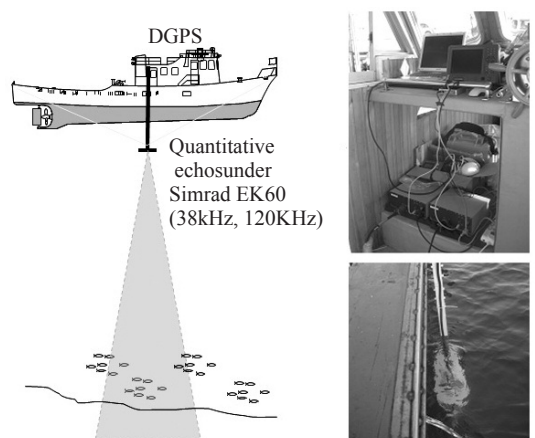 DGPS
Quantitative
echosunder
Simrad EK60
(38kHz, 120KHz)